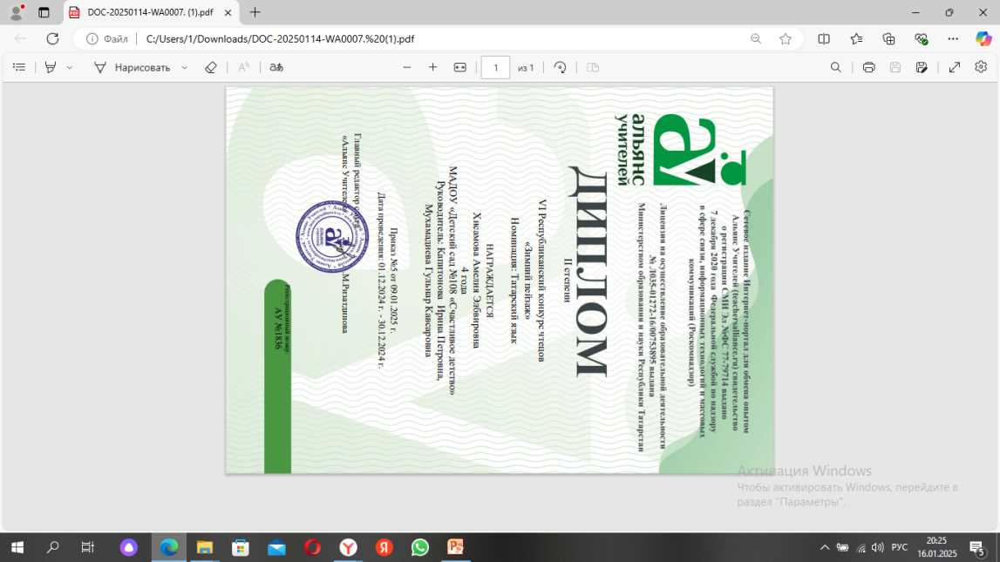 DOC-20250114-WA0007. (1).pdf
Файл
C:/Users/1/Downloads/DOC-20250114-WA0007.%20(1).pdf
Нарисовать
1
из 1
альянс
учителей
Сетевое издание Интернет-портал для обмена опытом
Альянс Учителей (teachersalliance.ru) свидетельство
о регистрации СМИ Эл №ФС 77-79714 выдано
7 декабря 2020 года Федеральной службой по надзору
в сфере связи, информационных технологий и массовых
коммуникаций (Роскомнадзор)
Лицензия на осуществление образовательной деятельности
№ Л035-01272-16/00753895 выдана
Министерством образования и науки Республики Татарстан
ДИПЛОМ
II степени
VI Республиканский конкурс чтецов
«Зимний пейзаж»
Номинация: Татарский язык
НАГРАЖДАЕТСЯ
Хисамова Амелия Элбвировна
4 года
МАДОУ «Детский сад №108 «Счастливое детство»
Руководитель: Капитонова Ирина Петровна,
Мухамадиева Гульнар Кавсаровна
Приказ №5 от 09.01.2025 г.
Дата проведения: 01.12.2024 г. - 30.12.2024 г.
Главный редактор
«Альянс Учителей
М.Ризатдинова
Регистрационный номер:
АУ №1836
Активация Windows
Чтобы активировать Windows, перейдите в
раздел "Параметры".
РУС
20:25
16.01.2025
5